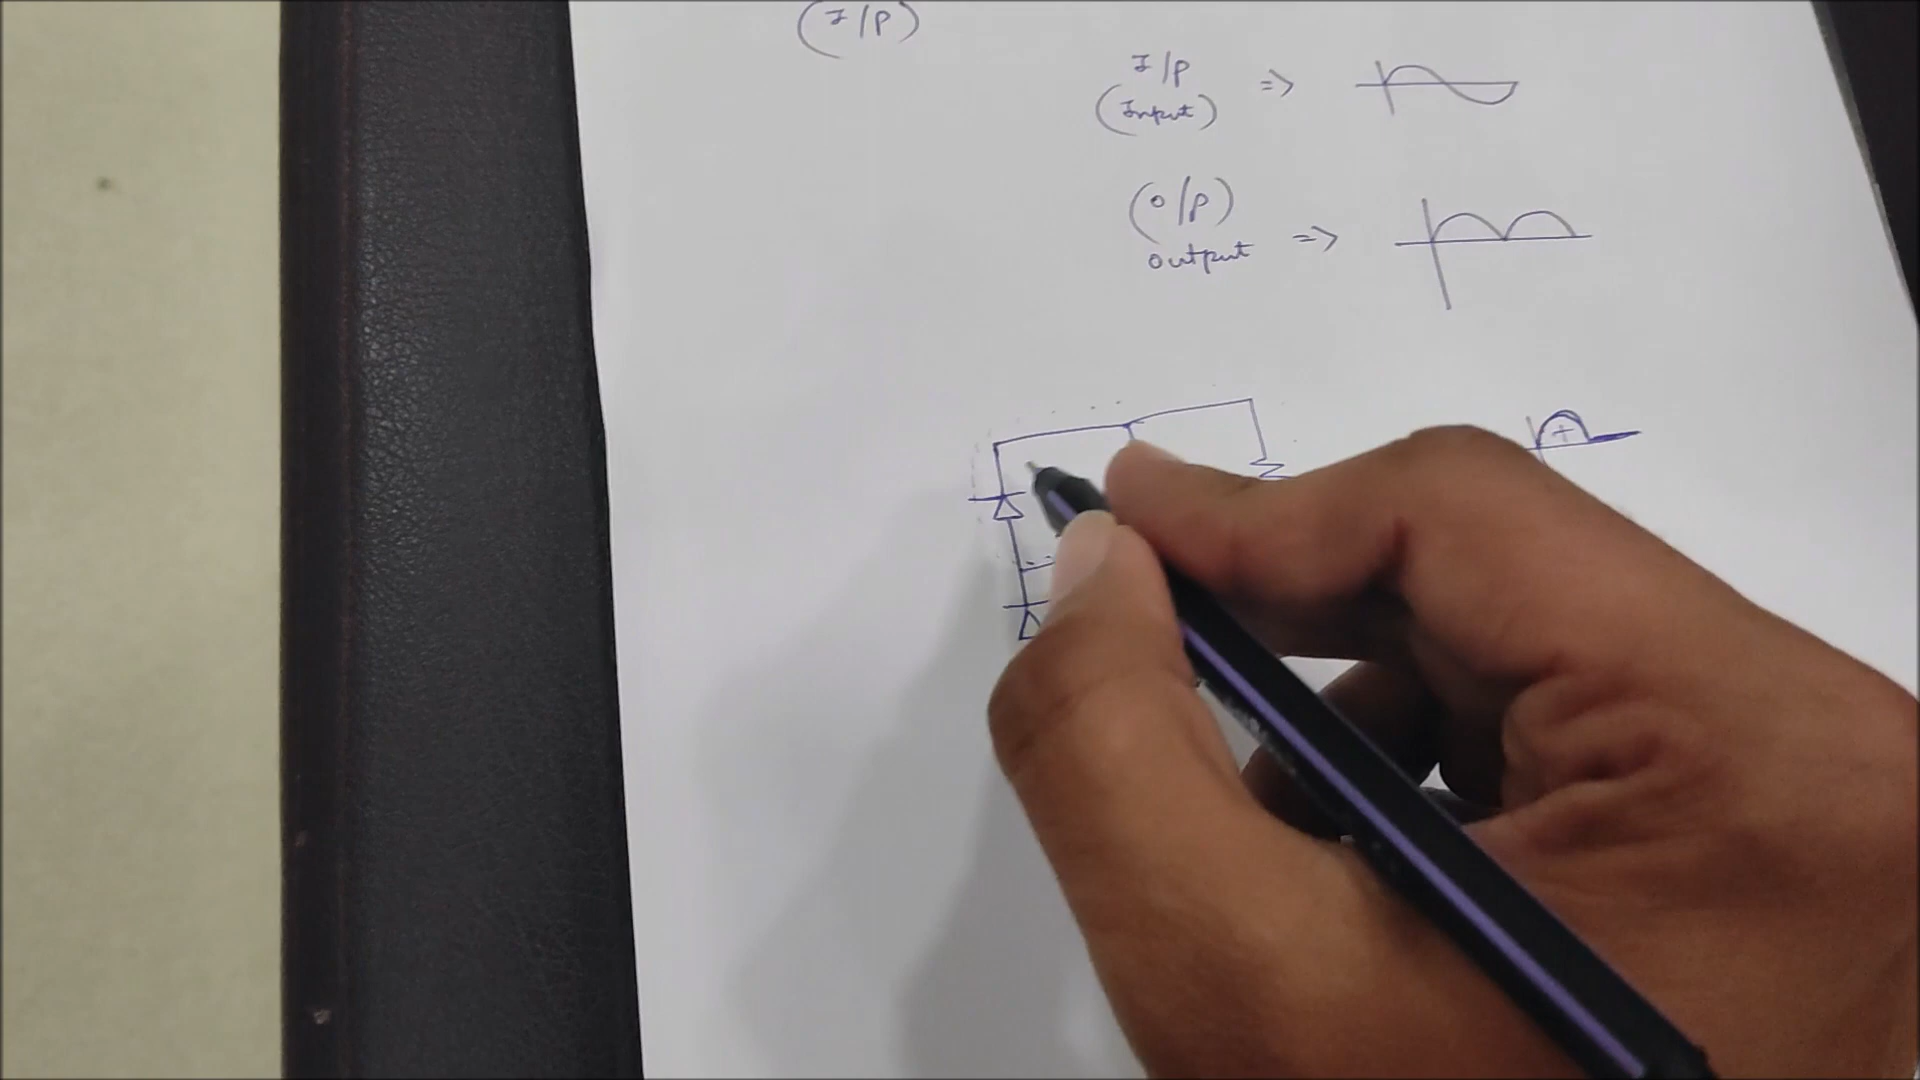 (I/P)
I/P
(Input) =>
(O/P)
output =>
+